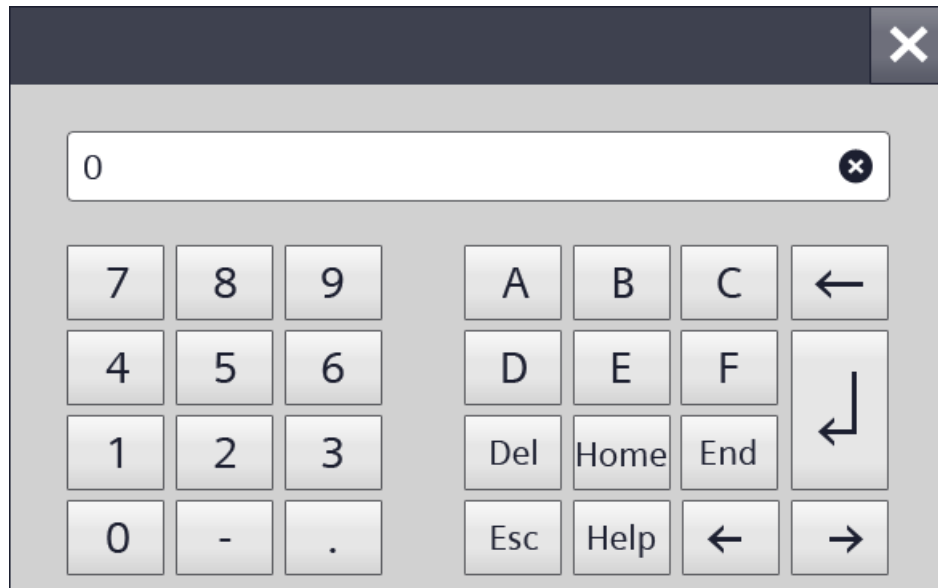 0
7 8 9 A B C ←
4 5 6 D E F ↵
1 2 3 Del Home End
0 - . Esc Help ← →